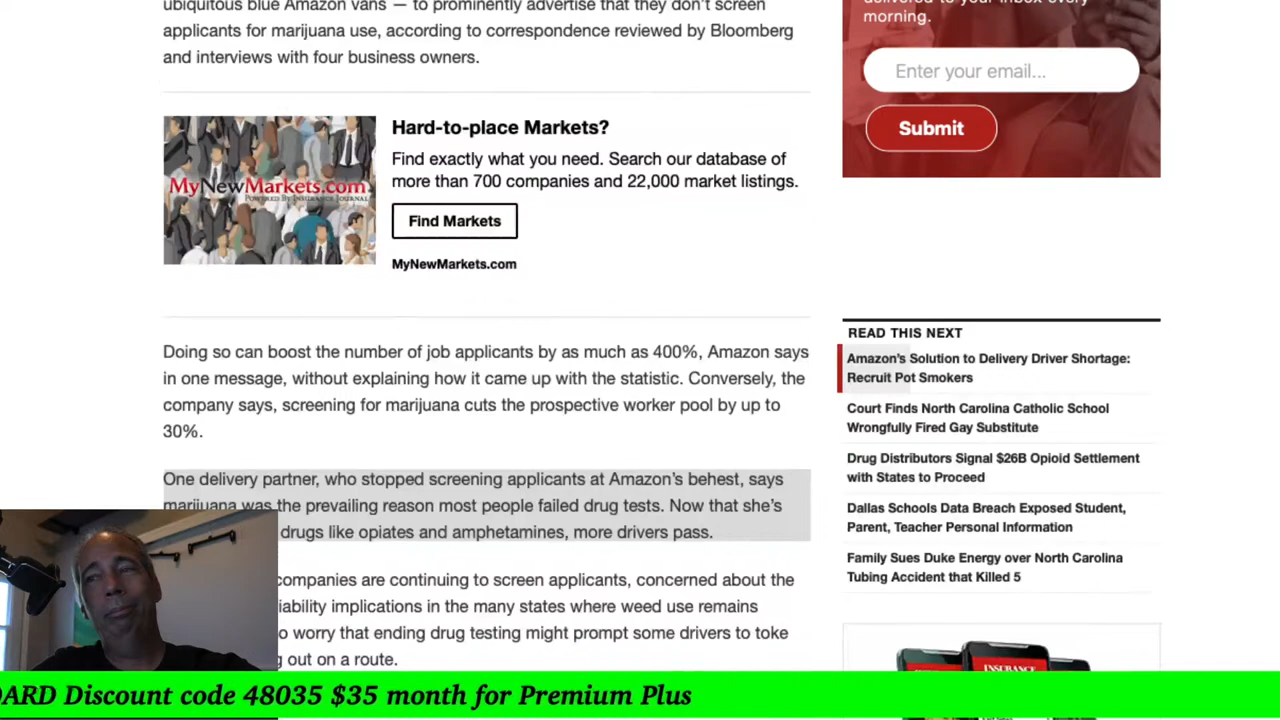 ubiquitous blue Amazon vans — to prominently advertise that they don't screen
applicants for marijuana use, according to correspondence reviewed by Bloomberg
and interviews with four business owners.
MyNewMarkets.com
POWERED BY INSURANCE JOURNAL
Hard-to-place Markets?
Find exactly what you need. Search our database of
more than 700 companies and 22,000 market listings.
Find Markets
MyNewMarkets.com
Doing so can boost the number of job applicants by as much as 400%, Amazon says
in one message, without explaining how it came up with the statistic. Conversely, the
company says, screening for marijuana cuts the prospective worker pool by up to
30%.
One delivery partner, who stopped screening applicants at Amazon's behest, says
marijuana was the prevailing reason most people failed drug tests. Now that she's
drugs like opiates and amphetamines, more drivers pass.
companies are continuing to screen applicants, concerned about the
iability implications in the many states where weed use remains
o worry that ending drug testing might prompt some drivers to toke
g out on a route.
delivered to your inbox every
morning.
Enter your email...
Submit
READ THIS NEXT
Amazon's Solution to Delivery Driver Shortage:
Recruit Pot Smokers
Court Finds North Carolina Catholic School
Wrongfully Fired Gay Substitute
Drug Distributors Signal $26B Opioid Settlement
with States to Proceed
Dallas Schools Data Breach Exposed Student,
Parent, Teacher Personal Information
Family Sues Duke Energy over North Carolina
Tubing Accident that Killed 5
INSURANCE
OARD Discount code 48035 $35 month for Premium Plus